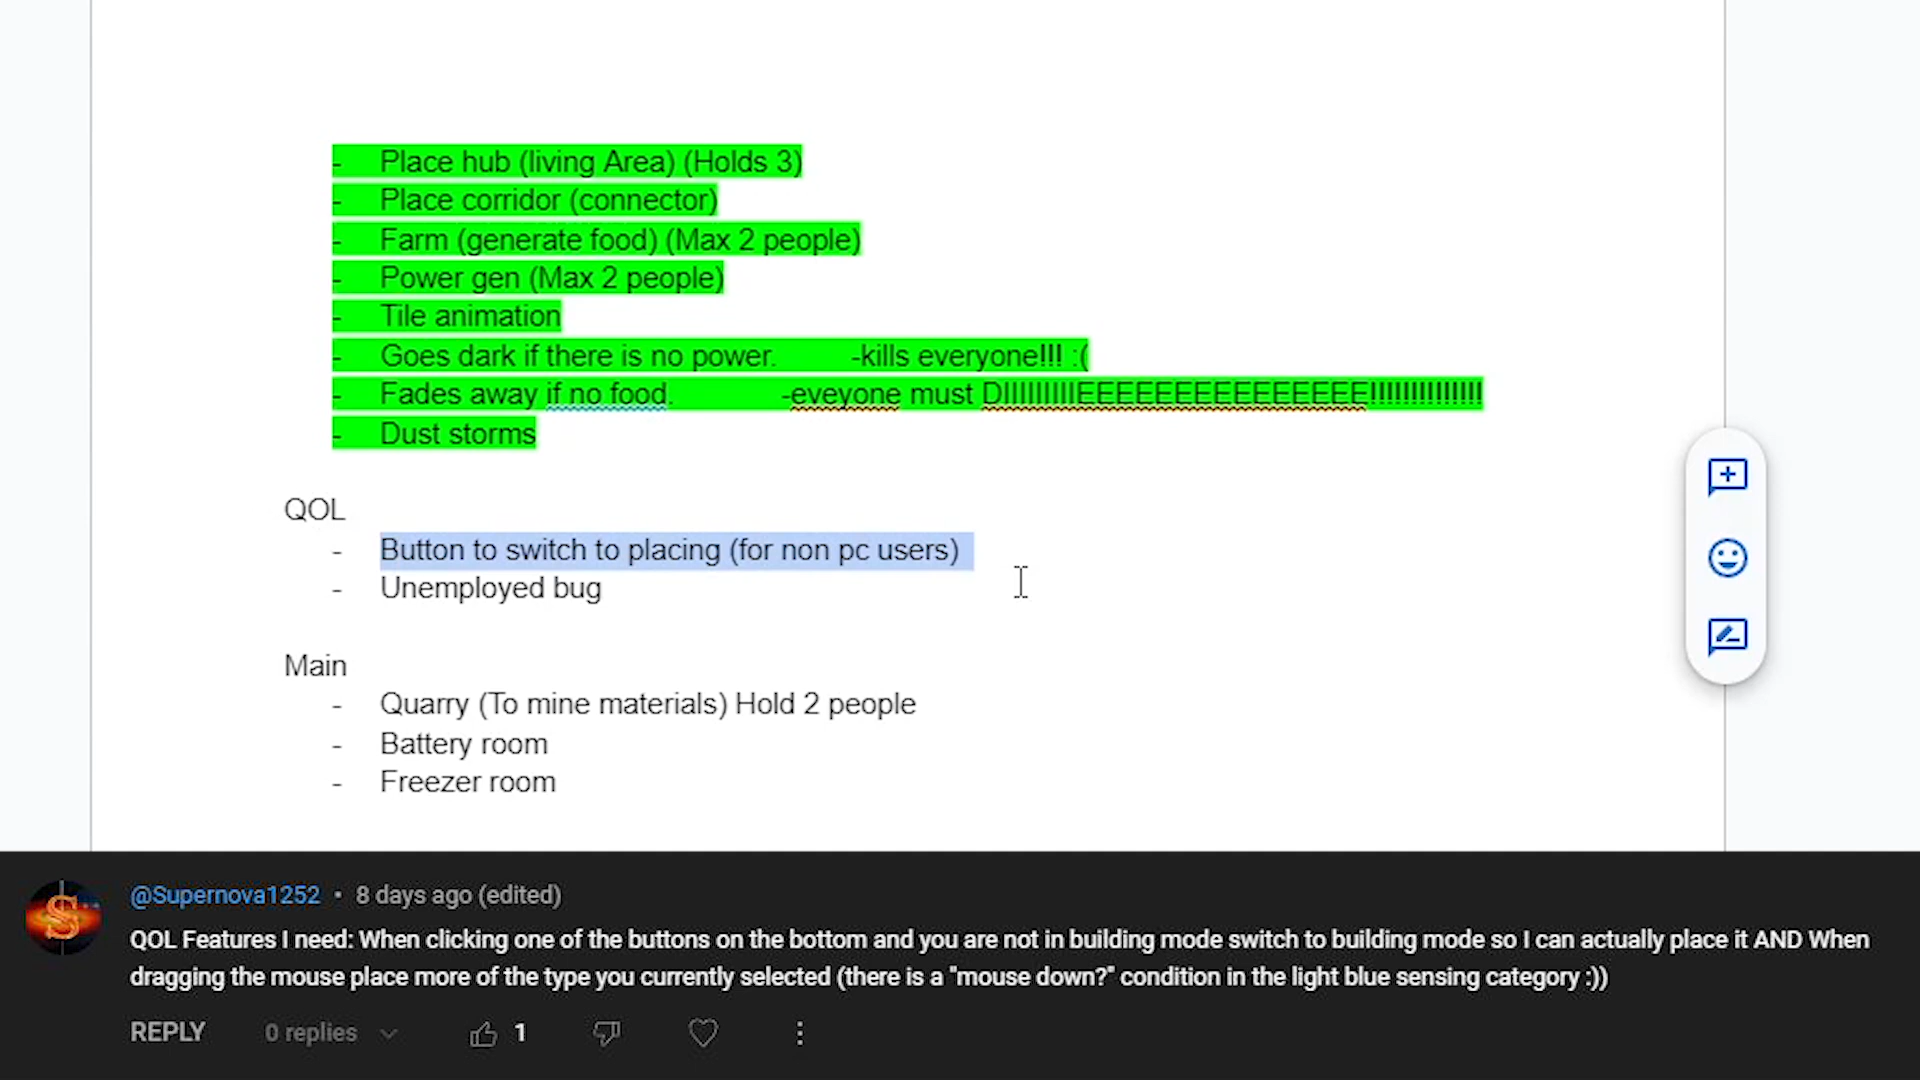 - Place hub (living Area) (Holds 3)
- Place corridor (connector)
- Farm (generate food) (Max 2 people)
- Power gen (Max 2 people)
- Tile animation
- Goes dark if there is no power. -kills everyone!!! :(
- Fades away if no food. -eveyone must DIIIIIIIIIEEEEEEEEEEEEEEEE!!!!!!!!!!!!!!!
- Dust storms
QOL
- Button to switch to placing (for non pc users)
- Unemployed bug
Main
- Quarry (To mine materials) Hold 2 people
- Battery room
- Freezer room
@Supernova1252 • 8 days ago (edited)
QOL Features I need: When clicking one of the buttons on the bottom and you are not in building mode switch to building mode so I can actually place it AND When
dragging the mouse place more of the type you currently selected (there is a "mouse down?" condition in the light blue sensing category :))
REPLY 0 replies 1